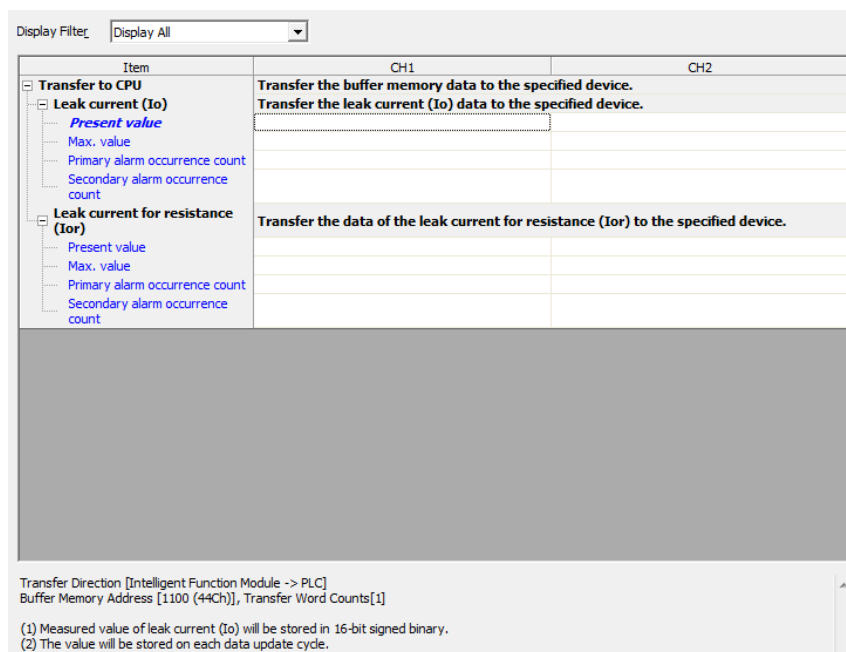 Display Filter Display All
Item CH1 CH2
Transfer to CPU Transfer the buffer memory data to the specified device.
Leak current (Io) Transfer the leak current (Io) data to the specified device.
Present value
Max. value
Primary alarm occurrence count
Secondary alarm occurrence
count
Leak current for resistance
(Ior) Transfer the data of the leak current for resistance (Ior) to the specified device.
Present value
Max. value
Primary alarm occurrence count
Secondary alarm occurrence
count
Transfer Direction [Intelligent Function Module -> PLC]
Buffer Memory Address [1100 (44Ch)], Transfer Word Counts[1]
(1) Measured value of leak current (Io) will be stored in 16-bit signed binary.
(2) The value will be stored on each data update cycle.